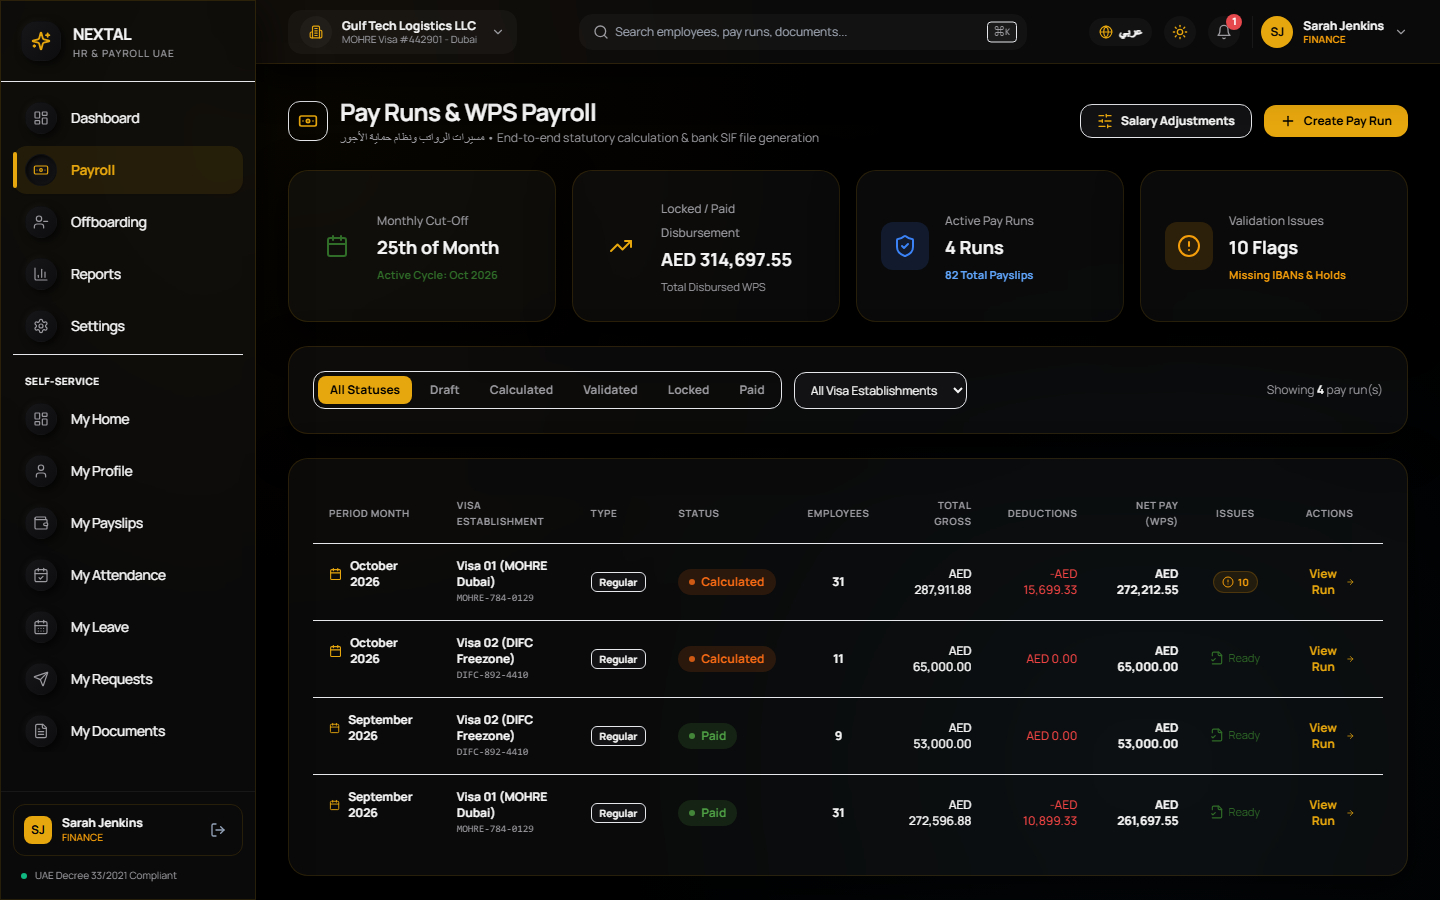 NEXTAL
HR & PAYROLL UAE
Gulf Tech Logistics LLC
MOHRE Visa #442901 - Dubai
Search employees, pay runs, documents...
⌘K
عربي
1
SJ
Sarah Jenkins
FINANCE
Dashboard
Payroll
Offboarding
Reports
Settings
SELF-SERVICE
My Home
My Profile
My Payslips
My Attendance
My Leave
My Requests
My Documents
SJ
Sarah Jenkins
FINANCE
UAE Decree 33/2021 Compliant
Pay Runs & WPS Payroll
مسيرات الرواتب ونظام حماية الأجور • End-to-end statutory calculation & bank SIF file generation
Salary Adjustments
Create Pay Run
Monthly Cut-Off
25th of Month
Active Cycle: Oct 2026
Locked / Paid
Disbursement
AED 314,697.55
Total Disbursed WPS
Active Pay Runs
4 Runs
82 Total Payslips
Validation Issues
10 Flags
Missing IBANs & Holds
All Statuses Draft Calculated Validated Locked Paid
All Visa Establishments
Showing 4 pay run(s)
PERIOD MONTH VISA ESTABLISHMENT TYPE STATUS EMPLOYEES TOTAL GROSS DEDUCTIONS NET PAY (WPS) ISSUES ACTIONS
October 2026 Visa 01 (MOHRE Dubai) MOHRE-784-0129 Regular Calculated 31 AED 287,911.88 -AED 15,699.33 AED 272,212.55 10 View Run →
October 2026 Visa 02 (DIFC Freezone) DIFC-892-4410 Regular Calculated 11 AED 65,000.00 AED 0.00 AED 65,000.00 Ready View Run →
September 2026 Visa 02 (DIFC Freezone) DIFC-892-4410 Regular Paid 9 AED 53,000.00 AED 0.00 AED 53,000.00 Ready View Run →
September 2026 Visa 01 (MOHRE Dubai) MOHRE-784-0129 Regular Paid 31 AED 272,596.88 -AED 10,899.33 AED 261,697.55 Ready View Run →